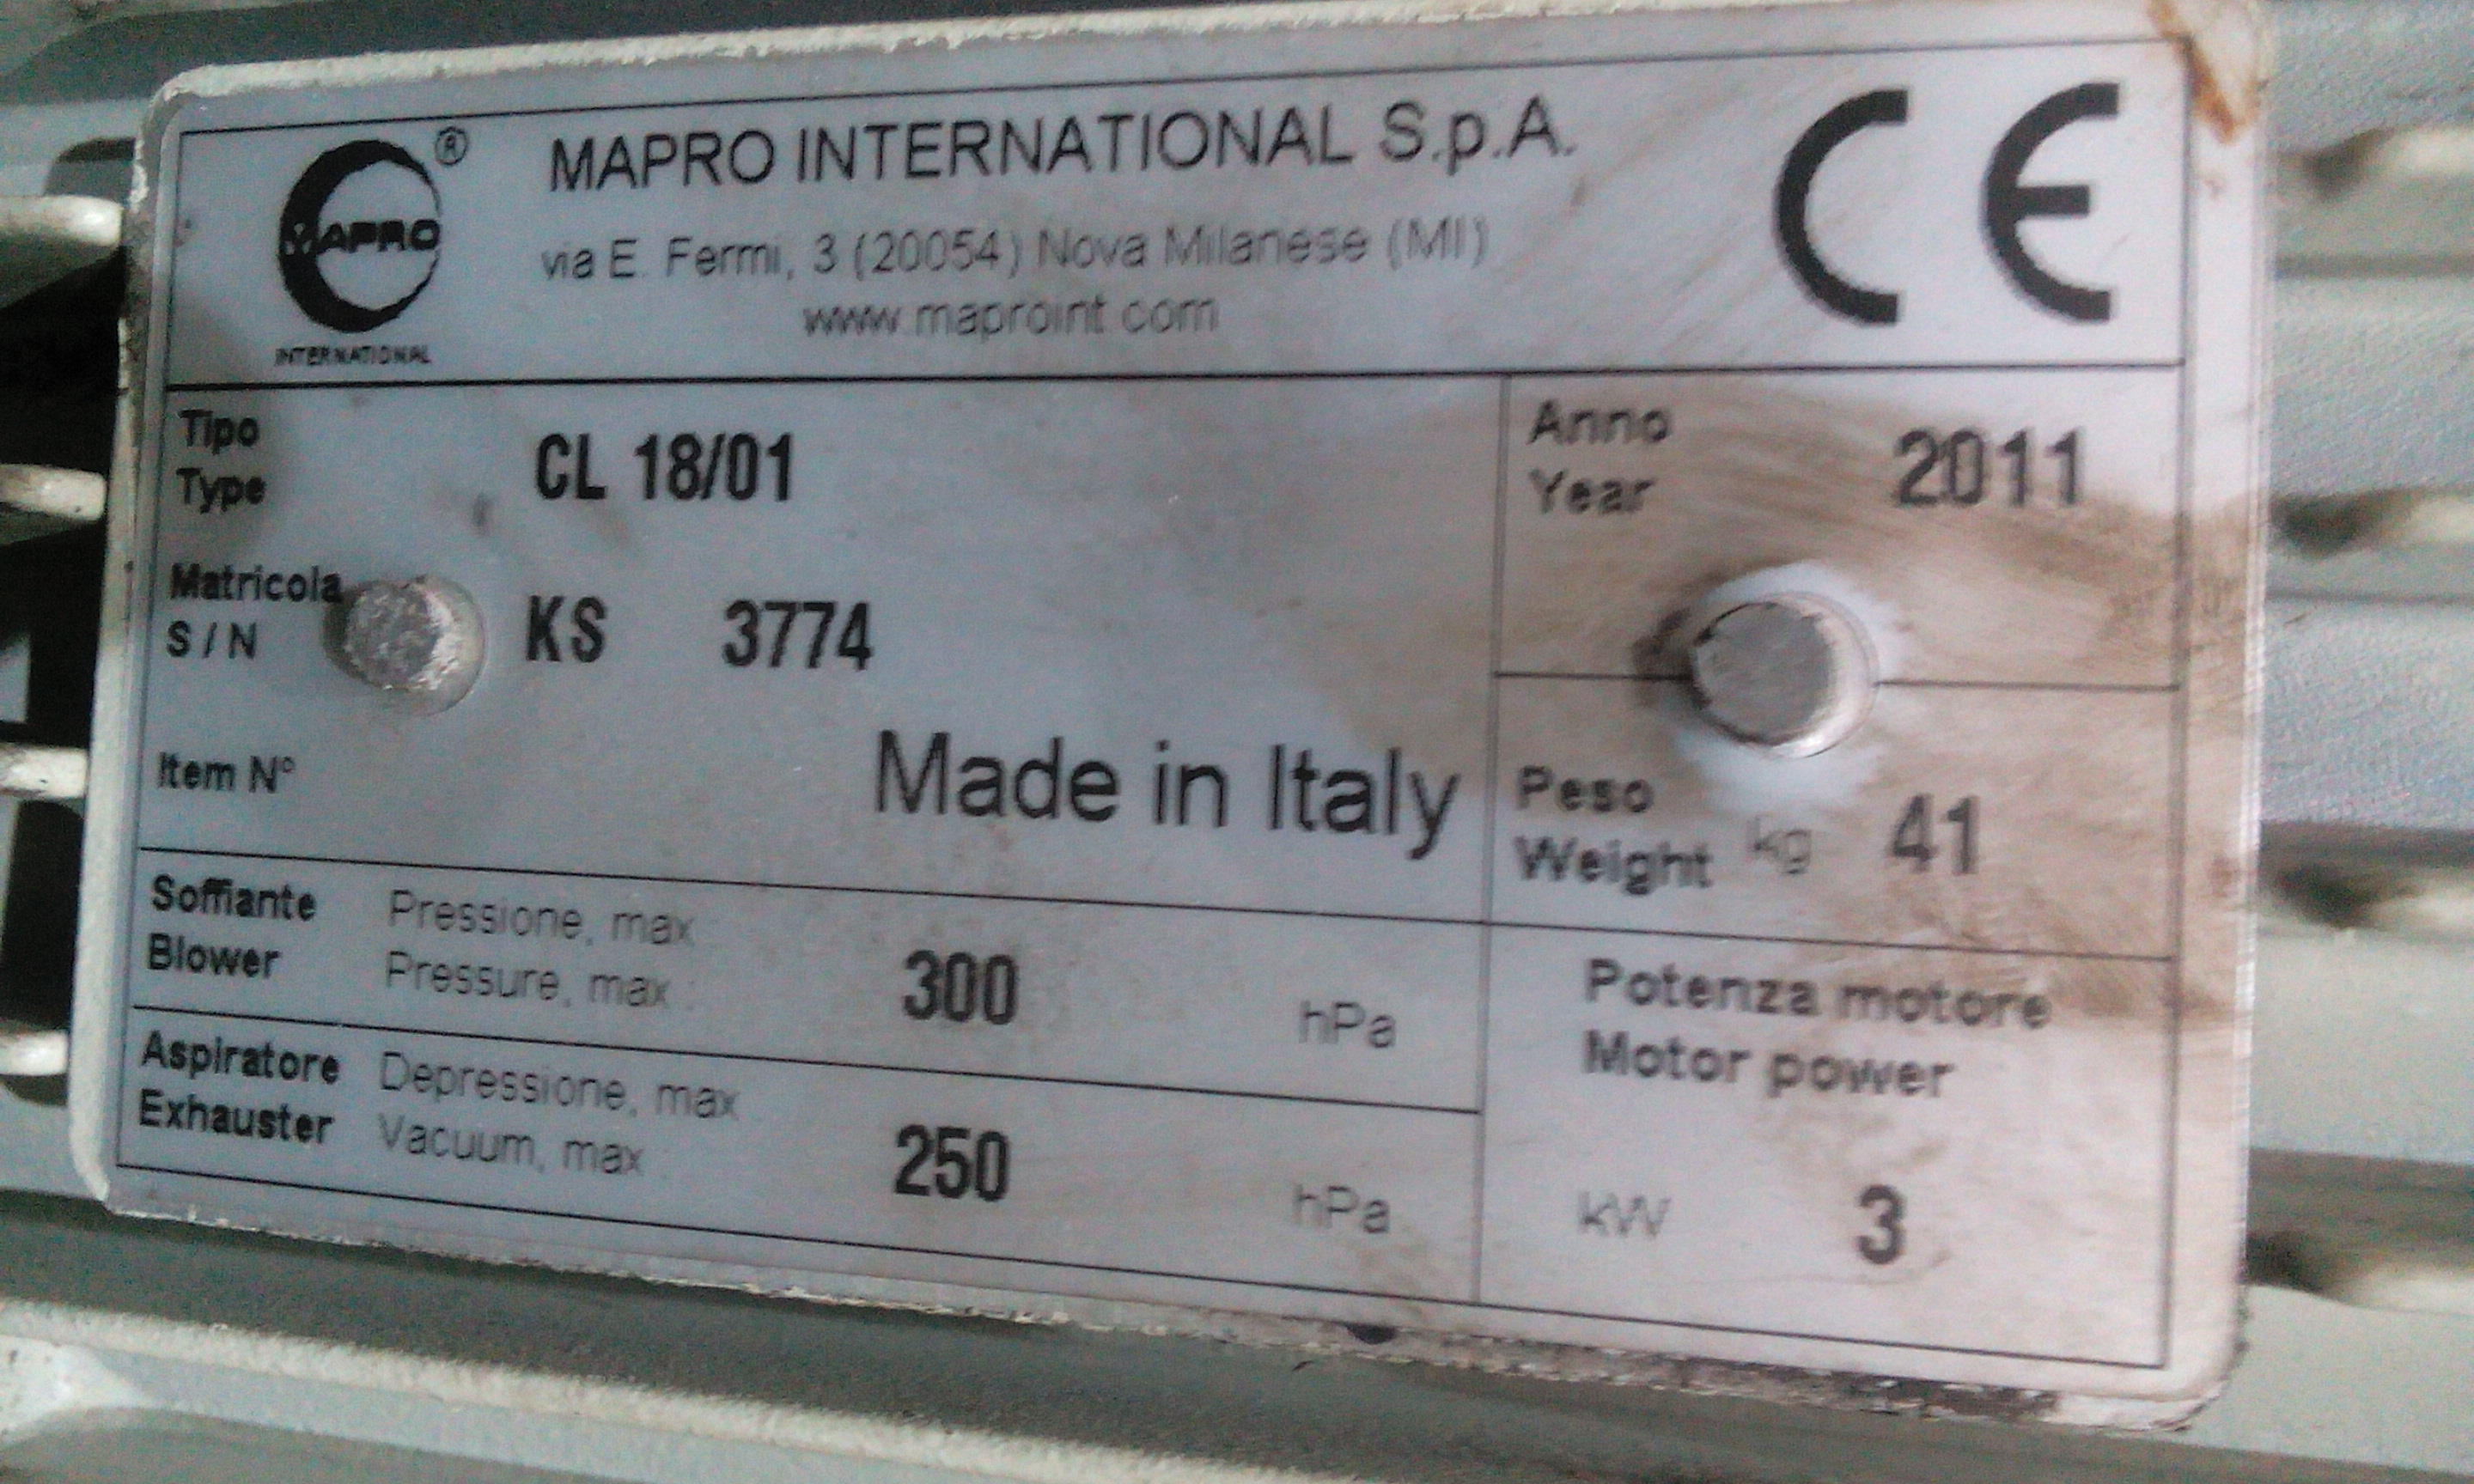 MAPRO ®
INTERNATIONAL
MAPRO INTERNATIONAL S.p.A.
via E. Fermi, 3 (20054) Nova Milanese (MI)
www.maproint.com
CE
Tipo
Type CL 18/01
Anno
Year 2011
Matricola
S / N KS 3774
Item N°
Made in Italy
Peso
Weight kg 41
Soffiante Pressione, max
Blower Pressure, max : 300 hPa
Aspiratore Depressione, max
Exhauster Vacuum, max 250 hPa
Potenza motore
Motor power
kW 3